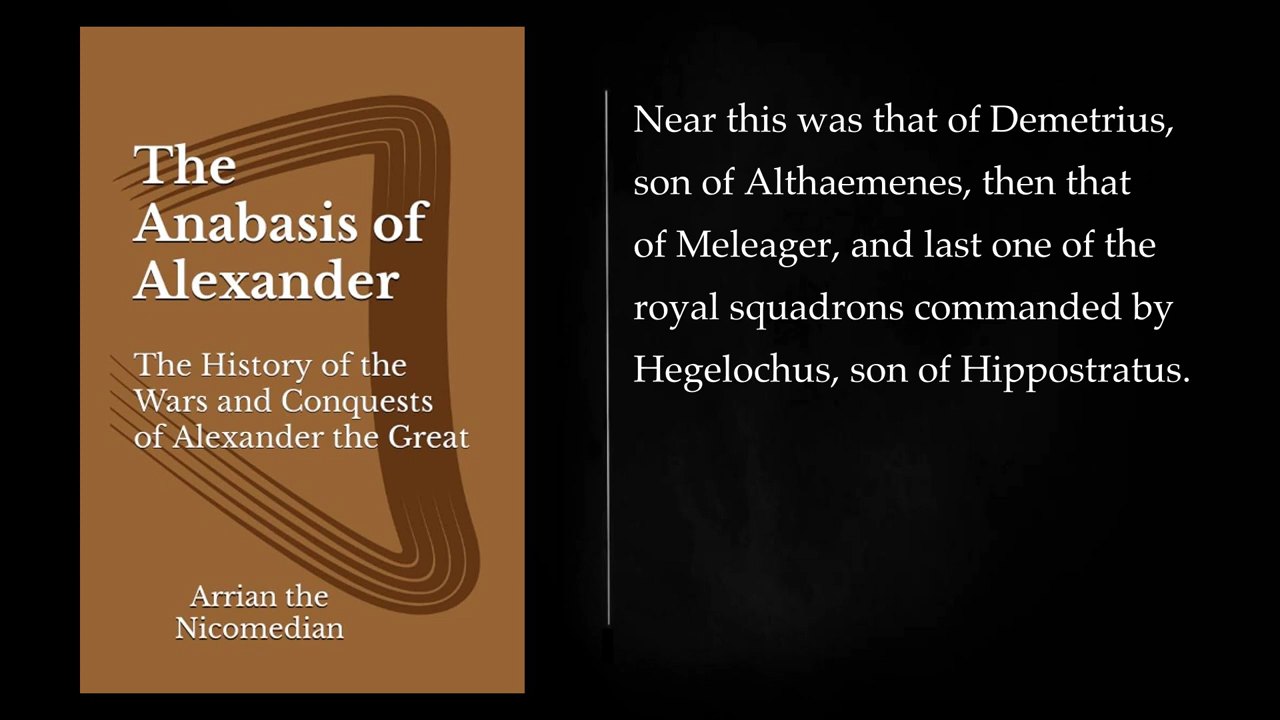 The
Anabasis of
Alexander
The History of the
Wars and Conquests
of Alexander the Great
Arrian the
Nicomedian
Near this was that of Demetrius,
son of Althaemenes, then that
of Meleager, and last one of the
royal squadrons commanded by
Hegelochus, son of Hippostratus.